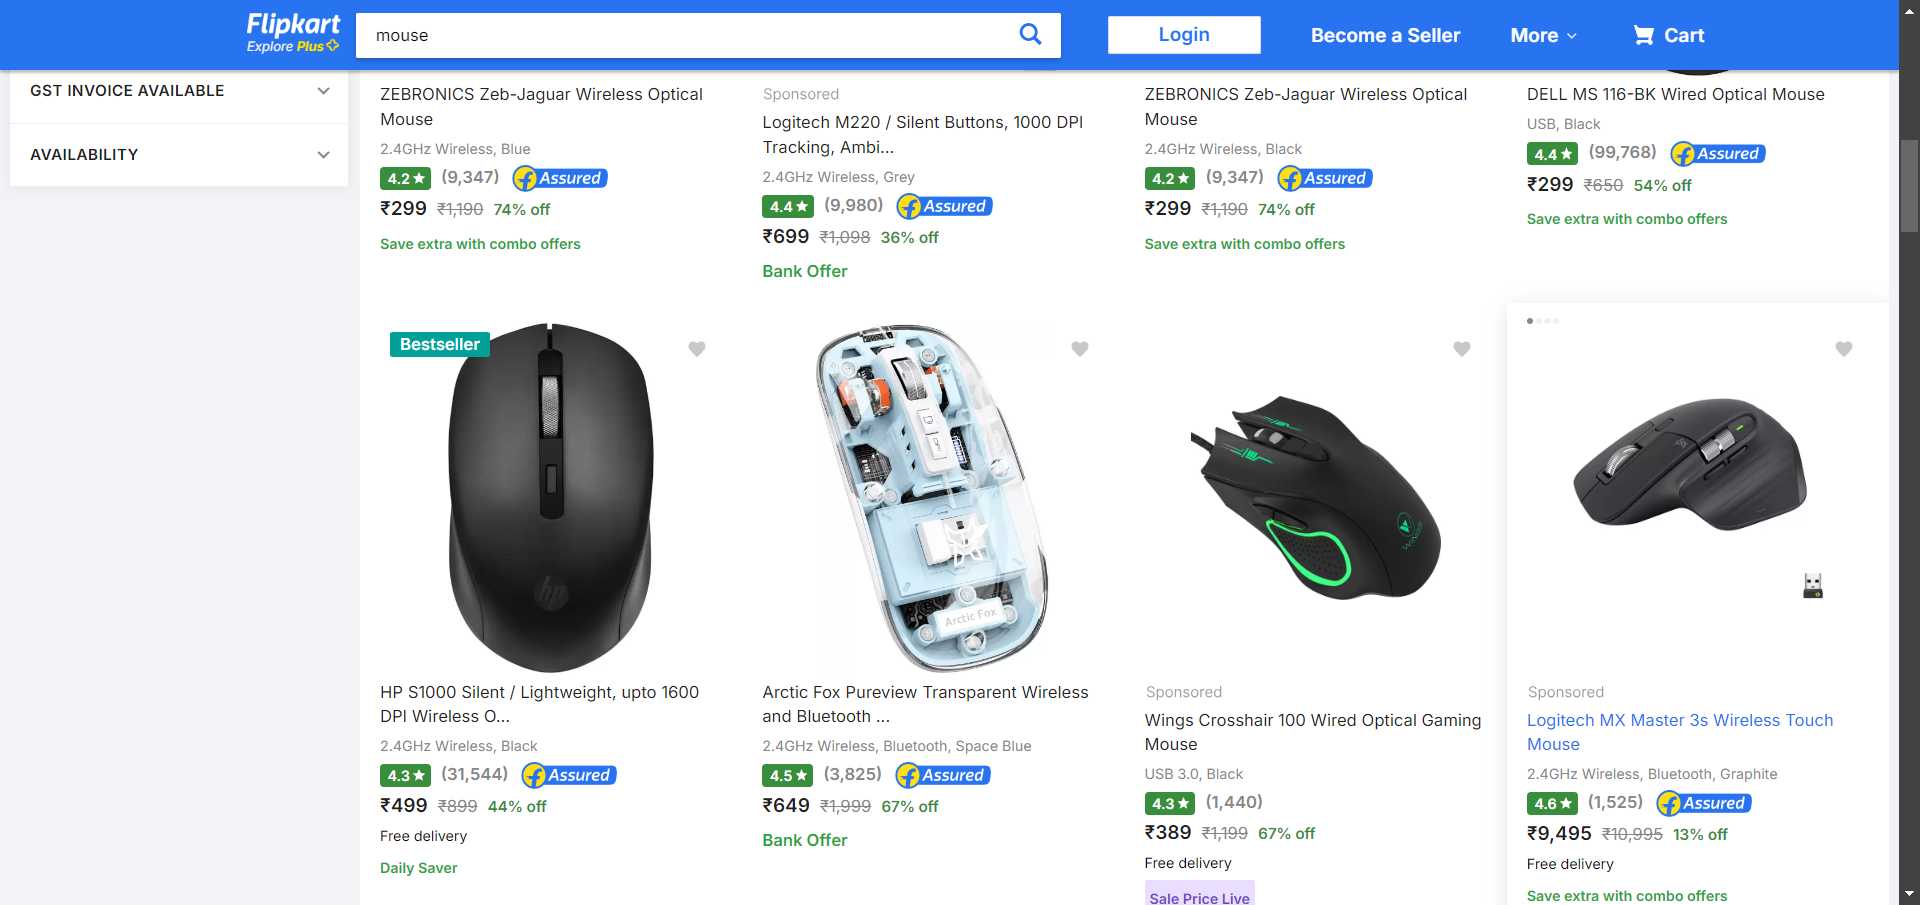 Flipkart
Explore Plus
mouse
Login
Become a Seller
More
Cart
GST INVOICE AVAILABLE
AVAILABILITY
ZEBRONICS Zeb-Jaguar Wireless Optical
Mouse
2.4GHz Wireless, Blue
4.2★ (9,347) Assured
₹299 ₹1,190 74% off
Save extra with combo offers
Sponsored
Logitech M220 / Silent Buttons, 1000 DPI
Tracking, Ambi...
2.4GHz Wireless, Grey
4.4★ (9,980) Assured
₹699 ₹1,098 36% off
Bank Offer
ZEBRONICS Zeb-Jaguar Wireless Optical
Mouse
2.4GHz Wireless, Black
4.2★ (9,347) Assured
₹299 ₹1,190 74% off
Save extra with combo offers
DELL MS 116-BK Wired Optical Mouse
USB, Black
4.4★ (99,768) Assured
₹299 ₹650 54% off
Save extra with combo offers
Bestseller
hp
HP S1000 Silent / Lightweight, upto 1600
DPI Wireless O...
2.4GHz Wireless, Black
4.3★ (31,544) Assured
₹499 ₹899 44% off
Free delivery
Daily Saver
Arctic Fox
Arctic Fox Pureview Transparent Wireless
and Bluetooth ...
2.4GHz Wireless, Bluetooth, Space Blue
4.5★ (3,825) Assured
₹649 ₹1,999 67% off
Bank Offer
Sponsored
Wings Crosshair 100 Wired Optical Gaming
Mouse
USB 3.0, Black
4.3★ (1,440)
₹389 ₹1,199 67% off
Free delivery
Sale Price Live
Sponsored
Logitech MX Master 3s Wireless Touch
Mouse
2.4GHz Wireless, Bluetooth, Graphite
4.6★ (1,525) Assured
₹9,495 ₹10,995 13% off
Free delivery
Save extra with combo offers